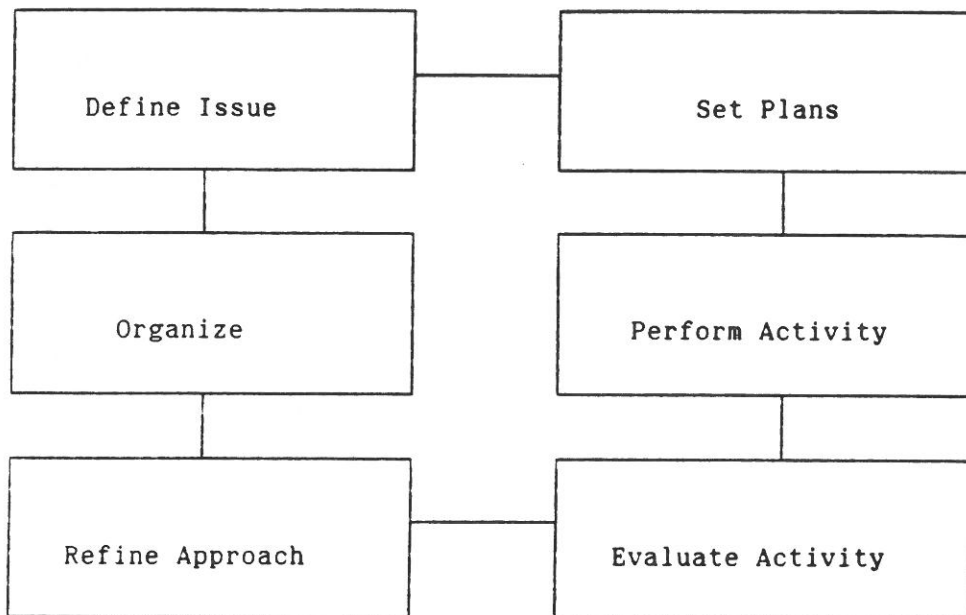 Define Issue
Set Plans
Organize
Perform Activity
Refine Approach
Evaluate Activity